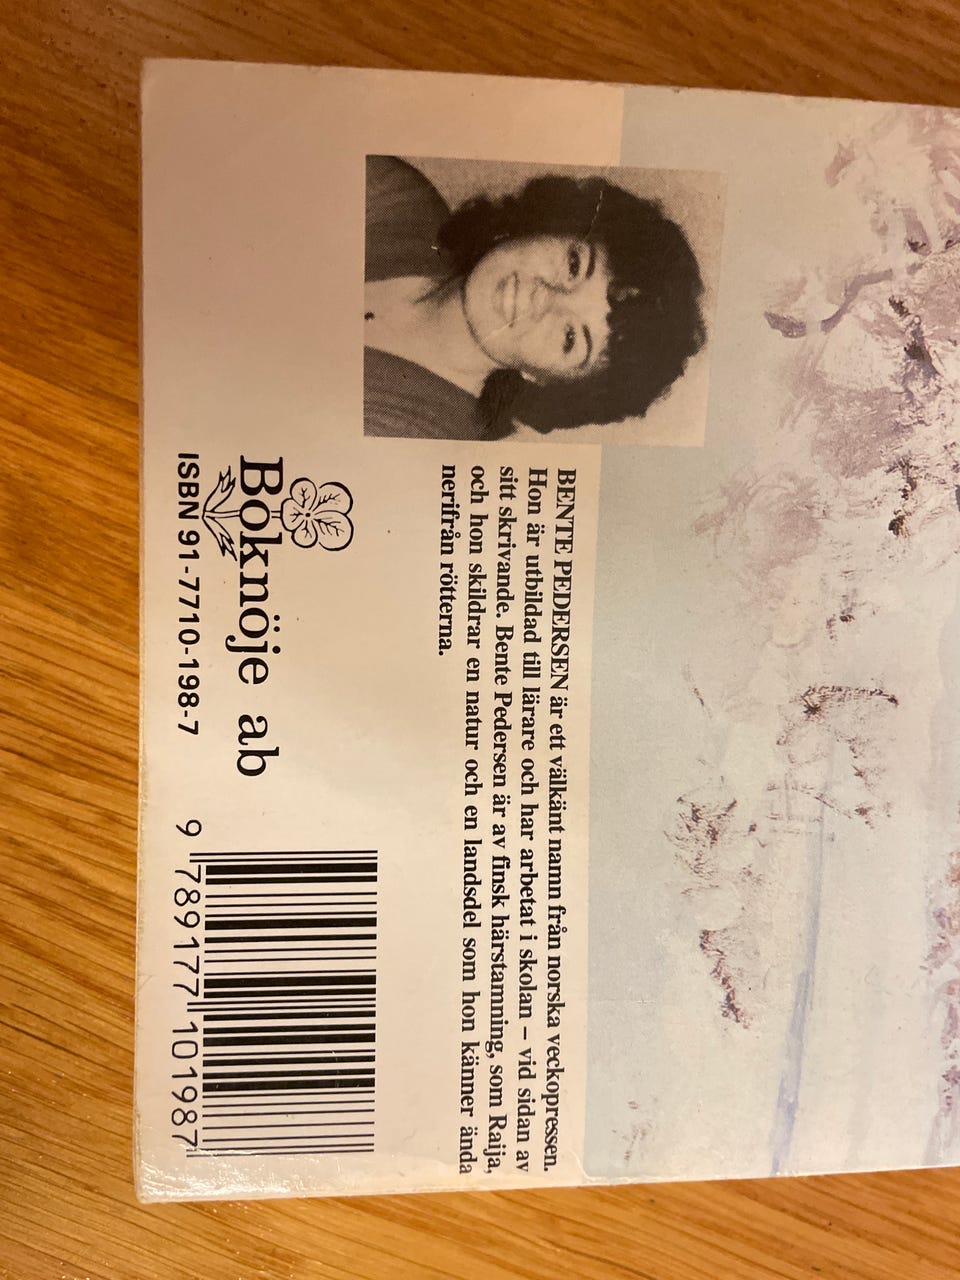 BENTE PEDERSEN är ett välkänt namn från norska veckopressen.
Hon är utbildad till lärare och har arbetat i skolan – vid sidan av
sitt skrivande. Bente Pedersen är av finsk härstamning, som Raija,
och hon skildrar en natur och en landsdel som hon känner ända
nerifrån rötterna.
Boknöje ab
ISBN 91-7710-198-7
9 789177 101987